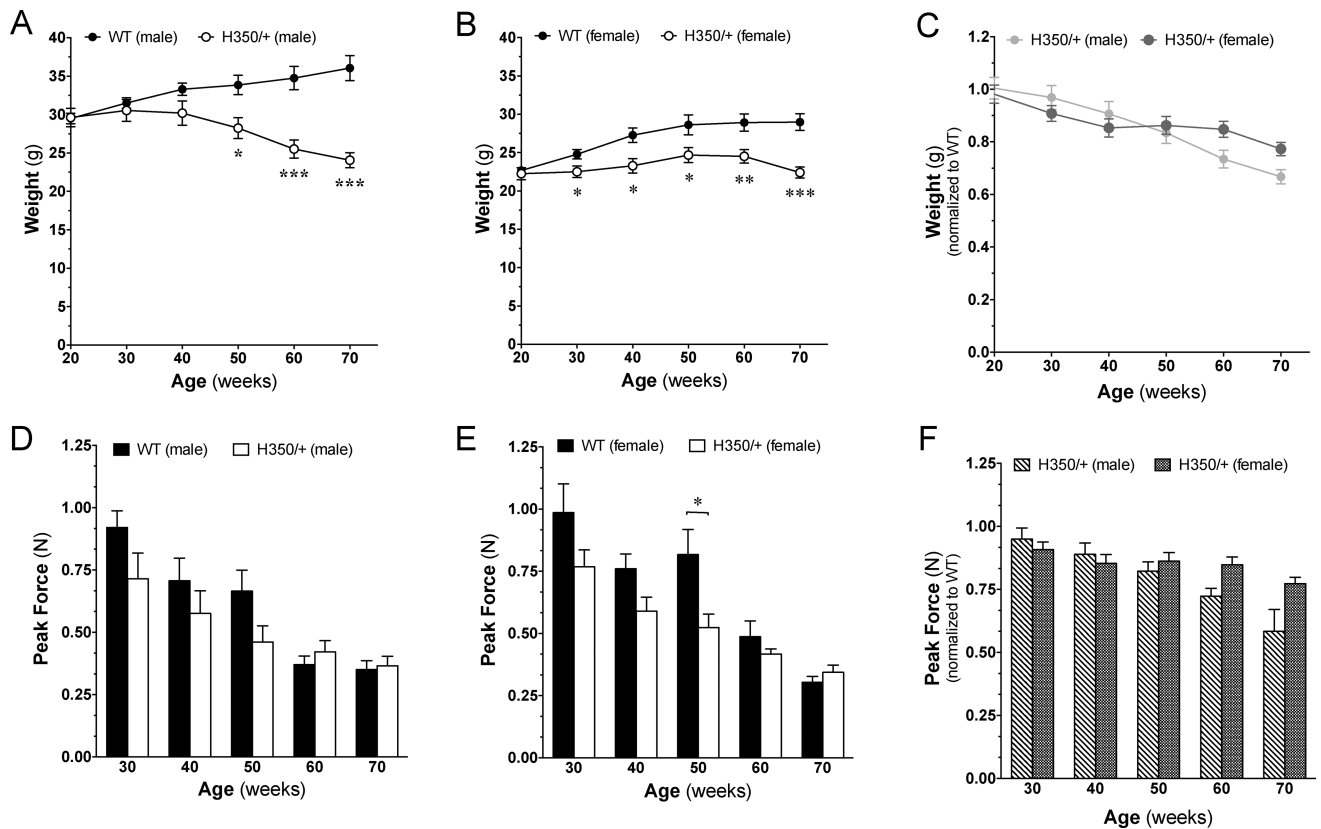 A
WT (male) H350/+ (male)
40
35
30
25
20
15
10
5
0
Weight (g)
* *** ***
20 30 40 50 60 70
Age (weeks)
B
WT (female) H350/+ (female)
40
35
30
25
20
15
10
5
0
Weight (g)
* * * ** ***
20 30 40 50 60 70
Age (weeks)
C
H350/+ (male) H350/+ (female)
1.2
1.0
0.8
0.6
0.4
0.2
0.0
Weight (g)
(normalized to WT)
20 30 40 50 60 70
Age (weeks)
D
WT (male) H350/+ (male)
1.25
1.00
0.75
0.50
0.25
0.00
Peak Force (N)
30 40 50 60 70
Age (weeks)
E
WT (female) H350/+ (female)
1.25
1.00
0.75
0.50
0.25
0.00
Peak Force (N)
*
30 40 50 60 70
Age (weeks)
F
H350/+ (male) H350/+ (female)
1.25
1.00
0.75
0.50
0.25
0.00
Peak Force (N)
(normalized to WT)
30 40 50 60 70
Age (weeks)